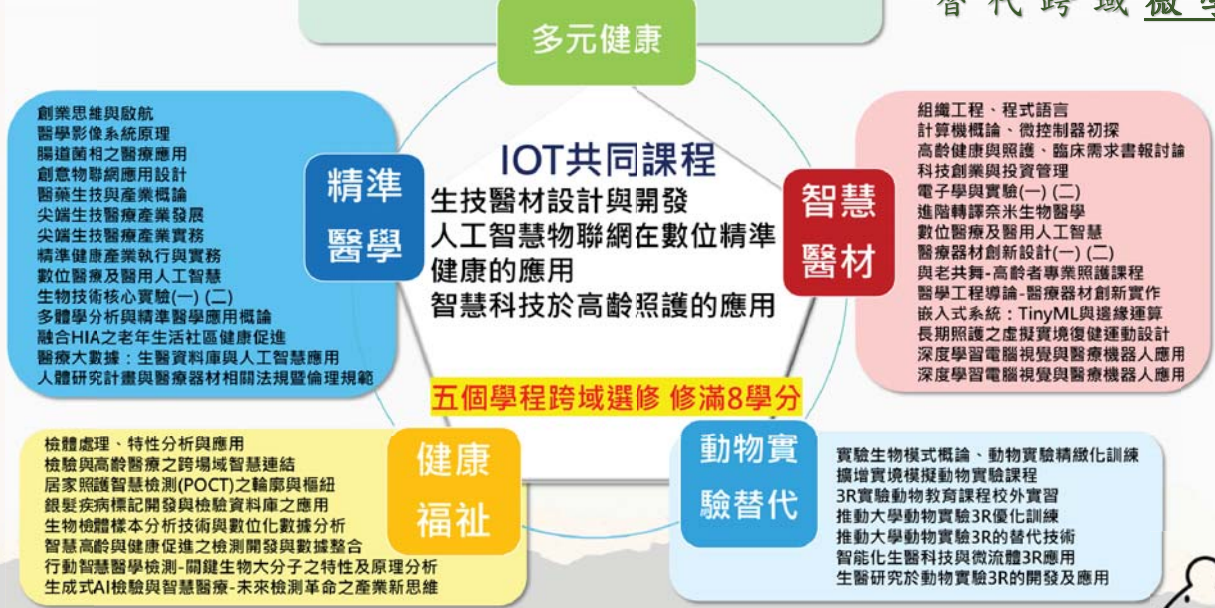 替代跨域微學
多元健康
創業思維與啟航
醫學影像系統原理
腸道菌相之醫療應用
創意物聯網應用設計
醫藥生技與產業概論
尖端生技醫療產業發展
尖端生技醫療產業實務
精準健康產業執行與實務
數位醫療及醫用人工智慧
生物技術核心實驗(一) (二)
多體學分析與精準醫學應用概論
融合HIA之老年生活社區健康促進
醫療大數據：生醫資料庫與人工智慧應用
人體研究計畫與醫療器材相關法規暨倫理規範
精準
醫學
IOT共同課程
生技醫材設計與開發
人工智慧物聯網在數位精準
健康的應用
智慧科技於高齡照護的應用
五個學程跨域選修 修滿8學分
智慧
醫材
組織工程、程式語言
計算機概論、微控制器初探
高齡健康與照護、臨床需求書報討論
科技創業與投資管理
電子學與實驗(一) (二)
進階轉譯奈米生物醫學
數位醫療及醫用人工智慧
醫療器材創新設計(一) (二)
與老共舞-高齡者專業照護課程
醫學工程導論-醫療器材創新實作
嵌入式系統：TinyML與邊緣運算
長期照護之虛擬實境復健運動設計
深度學習電腦視覺與醫療機器人應用
深度學習電腦視覺與醫療機器人應用
檢體處理、特性分析與應用
檢驗與高齡醫療之跨場域智慧連結
居家照護智慧檢測(POCT)之輪廓與樞紐
銀髮疾病標記開發與檢驗資料庫之應用
生物檢體樣本分析技術與數位化數據分析
智慧高齡與健康促進之檢測開發與數據整合
行動智慧醫學檢測-關鍵生物大分子之特性及原理分析
生成式AI檢驗與智慧醫療-未來檢測革命之產業新思維
健康
福祉
動物實
驗替代
實驗生物模式概論、動物實驗精緻化訓練
擴增實境模擬動物實驗課程
3R實驗動物教育課程校外實習
推動大學動物實驗3R優化訓練
推動大學動物實驗3R的替代技術
智能化生醫科技與微流體3R應用
生醫研究於動物實驗3R的開發及應用